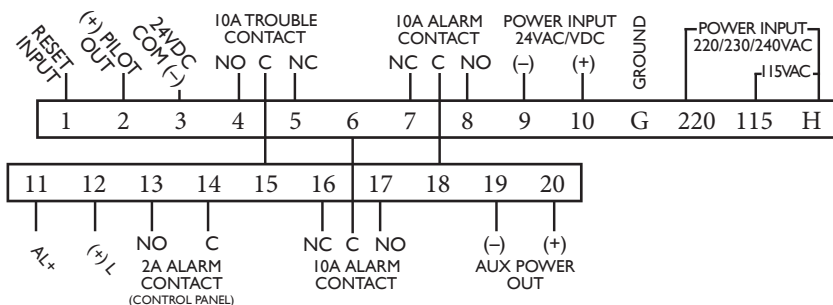 RESET INPUT
(+) PILOT OUT
24VDC COM (–)
10A TROUBLE
CONTACT
NO C NC
10A ALARM
CONTACT
NC C NO
POWER INPUT
24VAC/VDC
(–) (+)
GROUND
POWER INPUT
220/230/240VAC
115VAC
1 2 3 4 5 6 7 8 9 10 G 220 115 H
11 12 13 14 15 16 17 18 19 20
AL+
(+) L
NO C
2A ALARM
CONTACT
(CONTROL PANEL)
NC C NO
10A ALARM
CONTACT
(–) (+)
AUX POWER
OUT